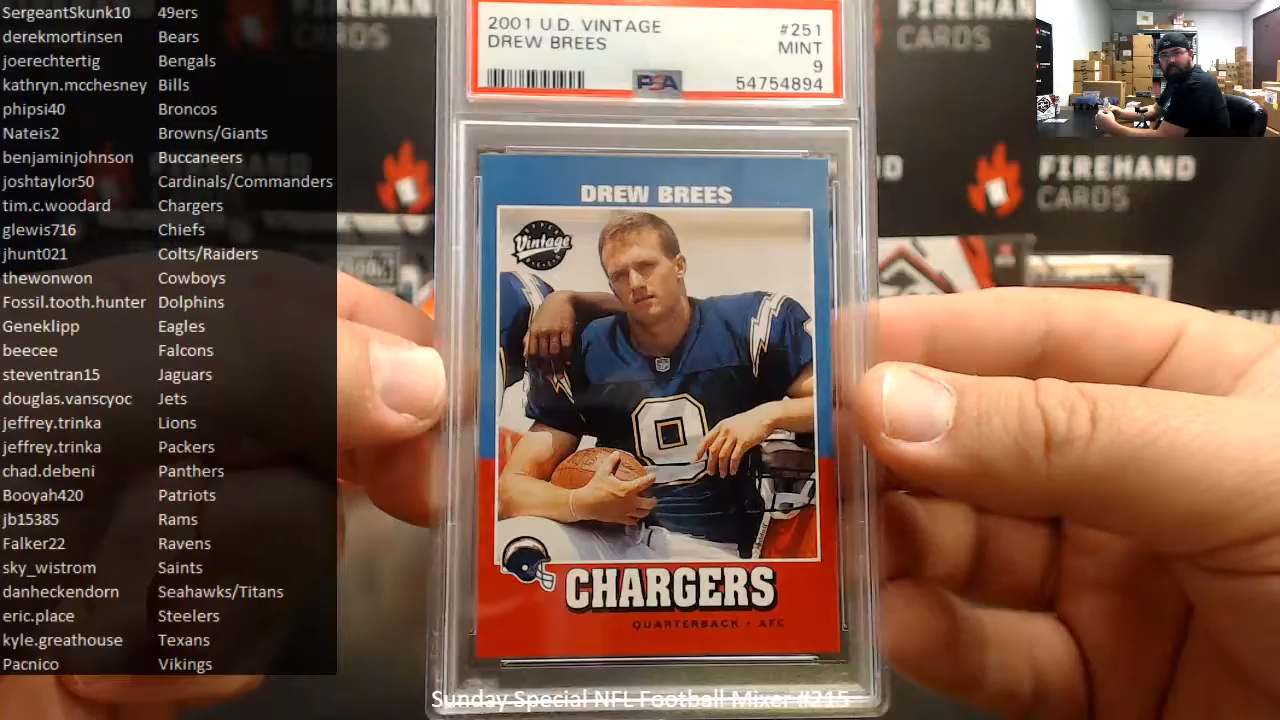 SergeantSkunk10 49ers
derekmortinsen Bears
joerechtertig Bengals
kathryn.mcchesney Bills
phipsi40 Broncos
Nateis2 Browns/Giants
benjaminjohnson Buccaneers
joshtaylor50 Cardinals/Commanders
tim.c.woodard Chargers
glewis716 Chiefs
jhunt021 Colts/Raiders
thewonwon Cowboys
Fossil.tooth.hunter Dolphins
Geneklipp Eagles
beecee Falcons
steventran15 Jaguars
douglas.vanscyoc Jets
jeffrey.trinka Lions
jeffrey.trinka Packers
chad.debeni Panthers
Booyah420 Patriots
jb15385 Rams
Falker22 Ravens
sky_wistrom Saints
danheckendorn Seahawks/Titans
eric.place Steelers
kyle.greathouse Texans
Pacnico Vikings
2001 U.D. VINTAGE #251
DREW BREES MINT
9
PSA 54754894
DREW BREES
Vintage
9
CHARGERS
QUARTERBACK • AFC
FIREHAND
CARDS
FIREHAND
CARDS
FIREHAND
CARDS
Sunday Special NFL Football Mixer #215